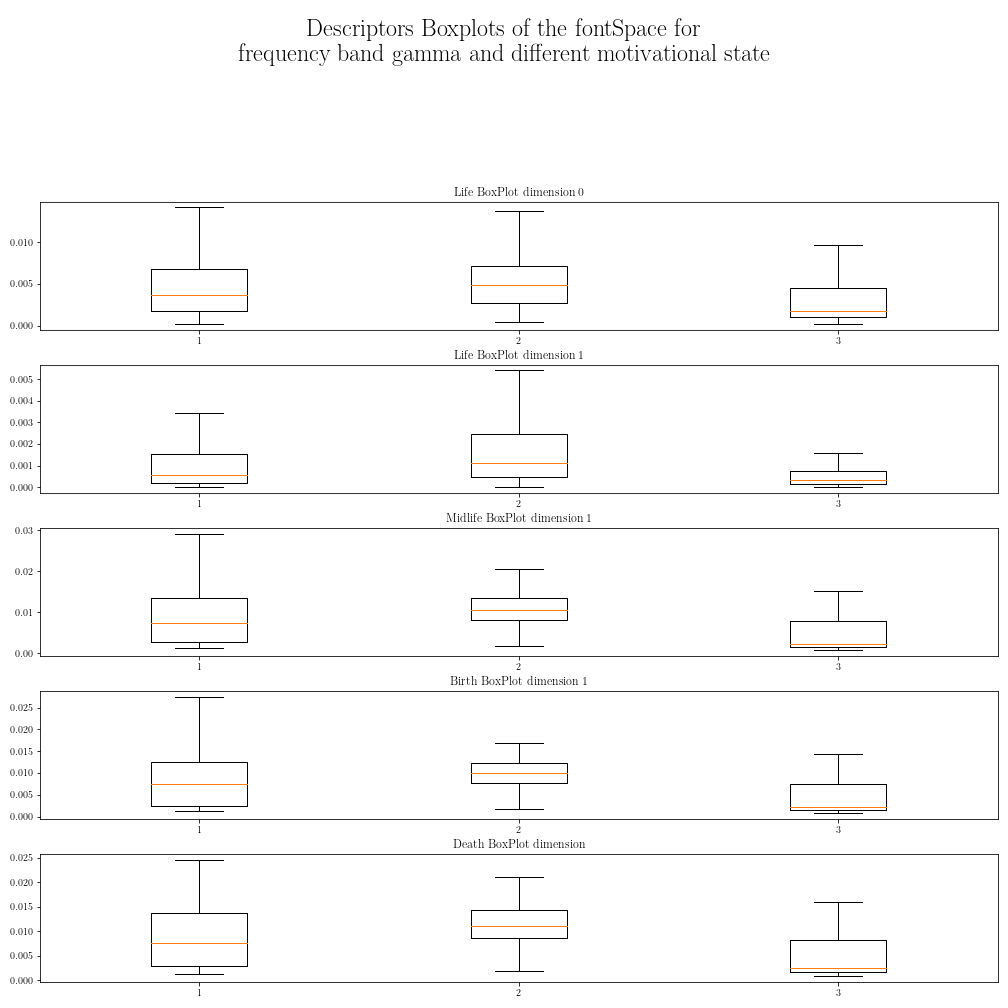 Descriptors Boxplots of the fontSpace for
frequency band gamma and different motivational state
Life BoxPlot dimension 0
0.010
0.005
0.000
1 2 3
Life BoxPlot dimension 1
0.005
0.004
0.003
0.002
0.001
0.000
1 2 3
Midlife BoxPlot dimension 1
0.03
0.02
0.01
0.00
1 2 3
Birth BoxPlot dimension 1
0.025
0.020
0.015
0.010
0.005
0.000
1 2 3
Death BoxPlot dimension
0.025
0.020
0.015
0.010
0.005
0.000
1 2 3